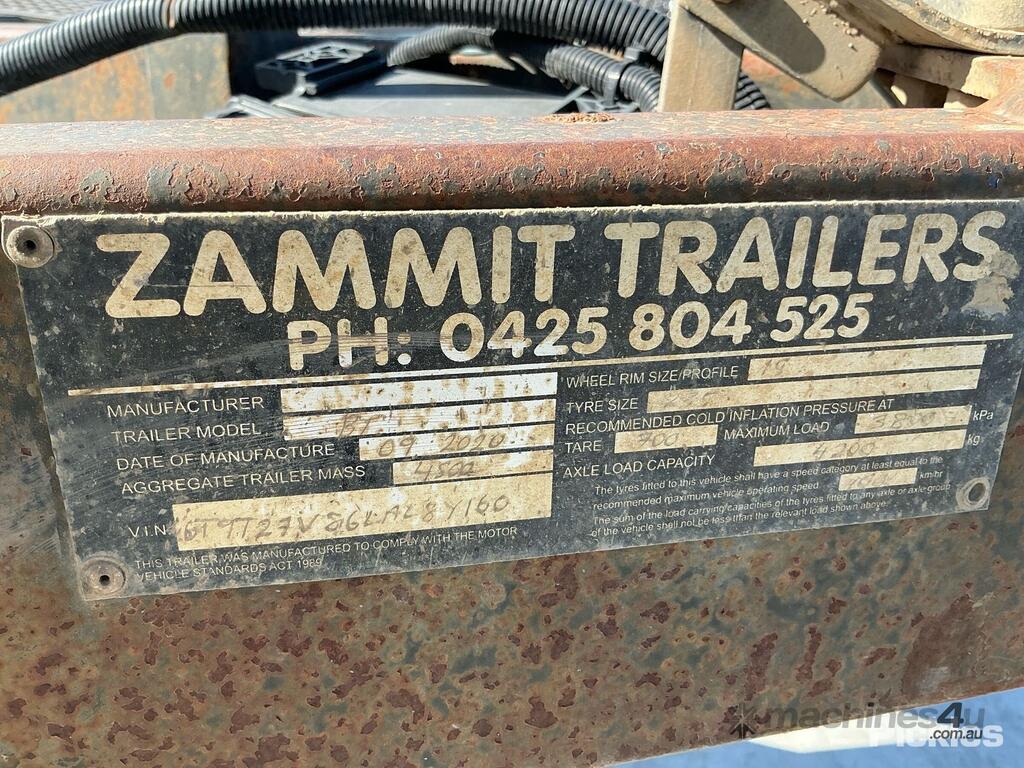 ZAMMIT TRAILERS
PH: 0425 804 525
MANUFACTURER
TRAILER MODEL BT
DATE OF MANUFACTURE 09 2020
AGGREGATE TRAILER MASS 4500
V.I.N.
THIS TRAILER WAS MANUFACTURED TO COMPLY WITH THE MOTOR
VEHICLE STANDARDS ACT 1989
WHEEL RIM SIZE/PROFILE
TYRE SIZE
RECOMMENDED COLD INFLATION PRESSURE AT
TARE 700 MAXIMUM LOAD kPa
AXLE LOAD CAPACITY 4200 kg
The tyres fitted to this vehicle shall have a speed category at least equal to the
recommended maximum vehicle operating speed km/hr
The sum of the load carrying capacities of the tyres fitted to any axle or axle group
of the vehicle shall not be less than the relevant load shown above.
machines4u
.com.au
Pickles